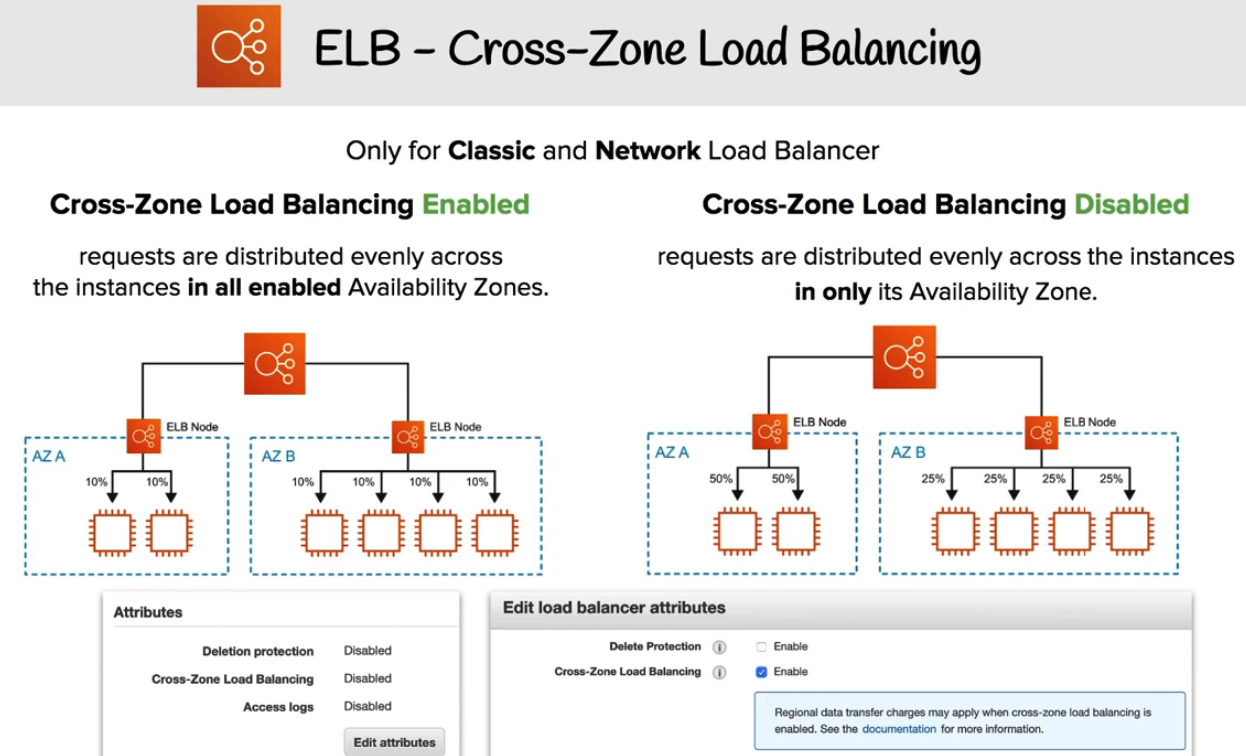 ELB - Cross-Zone Load Balancing
Only for Classic and Network Load Balancer
Cross-Zone Load Balancing Enabled
requests are distributed evenly across
the instances in all enabled Availability Zones.
ELB Node
ELB Node
AZ A
AZ B
10%
10%
10%
10%
10%
10%
Cross-Zone Load Balancing Disabled
requests are distributed evenly across the instances
in only its Availability Zone.
ELB Node
ELB Node
AZ A
AZ B
50%
50%
25%
25%
25%
25%
Attributes
Deletion protection Disabled
Cross-Zone Load Balancing Disabled
Access logs Disabled
Edit attributes
Edit load balancer attributes
Delete Protection i Enable
Cross-Zone Load Balancing i Enable
Regional data transfer charges may apply when cross-zone load balancing is
enabled. See the documentation for more information.